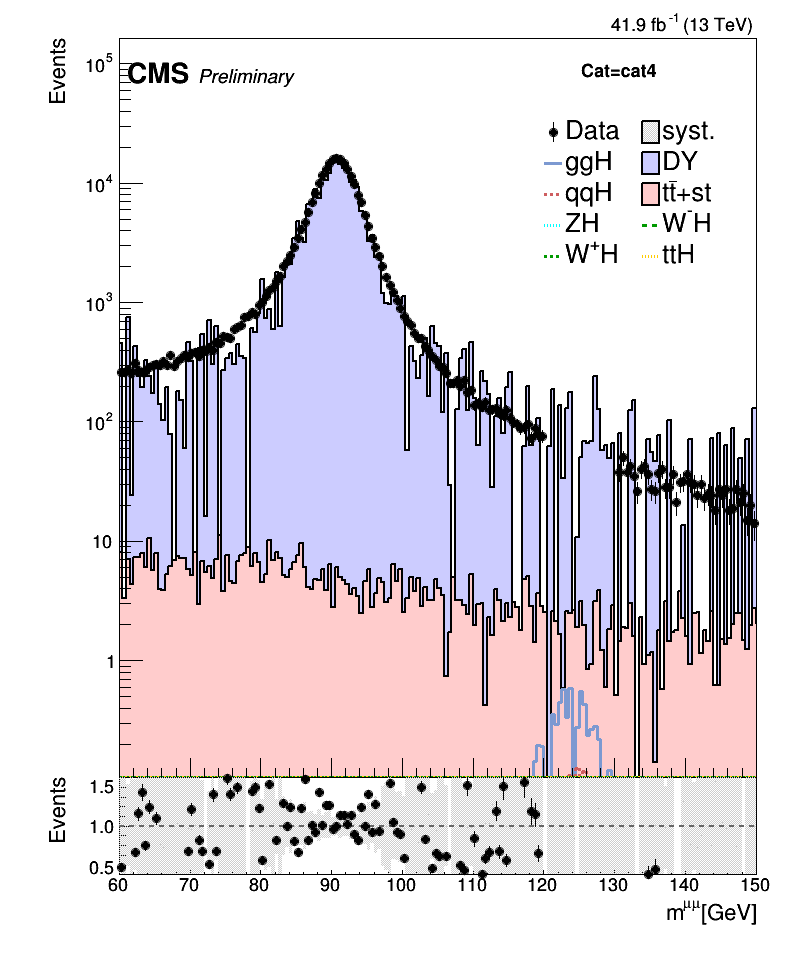 41.9 fb⁻¹ (13 TeV)
Events
CMS Preliminary
Cat=cat4
Data
syst.
ggH
DY
qqH
tt̄+st
ZH
W⁻H
W⁺H
ttH
10⁵
10⁴
10³
10²
10
1
Events
1.5
1.0
0.5
60 70 80 90 100 110 120 130 140 150
m^μμ[GeV]